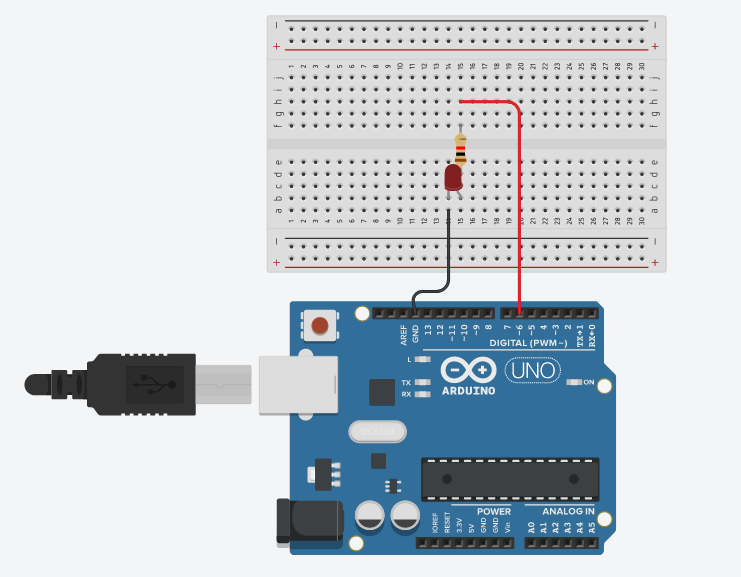 − −
+ +
1 2 3 4 5 6 7 8 9 10 11 12 13 14 15 16 17 18 19 20 21 22 23 24 25 26 27 28 29 30
j j
i i
h h
g g
f f
e e
d d
c c
b b
a a
1 2 3 4 5 6 7 8 9 10 11 12 13 15 16 17 18 19 20 21 22 23 24 25 26 27 28 29 30
− −
+ +
AREF GND 13 12 ~11 ~10 ~9 8 7 ~6 ~5 4 ~3 2 TX→1 RX←0
DIGITAL (PWM~)
L
TX
RX
UNO
ON
ARDUINO
POWER ANALOG IN
IOREF RESET 3.3V 5V GND GND Vin A0 A1 A2 A3 A4 A5